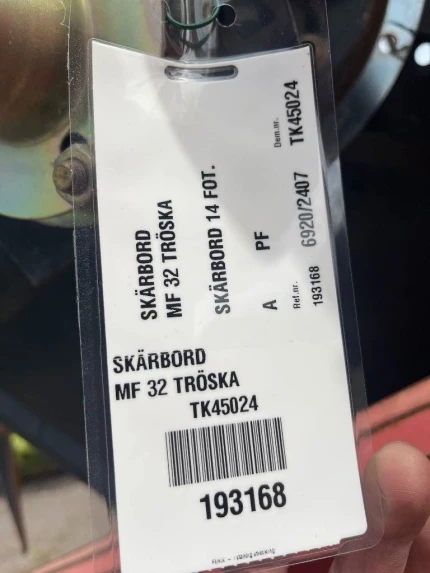 SKÄRBORD
MF 32 TRÖSKA
SKÄRBORD 14 FOT.
A PF
Ref.nr. Dem.nr.
193168 6920/2407 TK45024
SKÄRBORD
MF 32 TRÖSKA
TK45024
193168